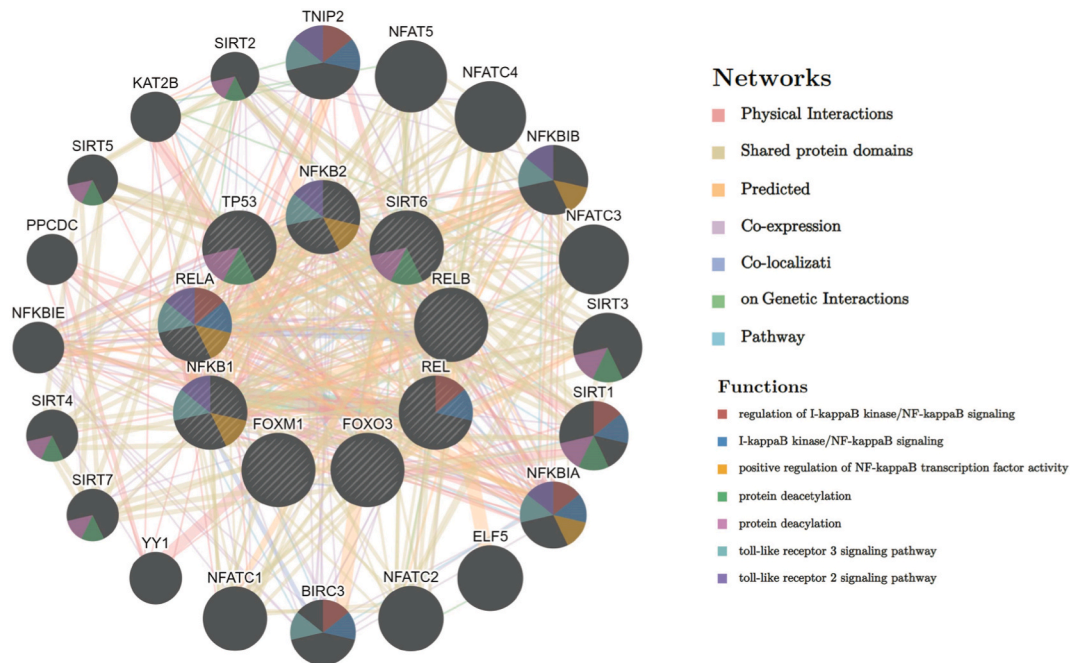 TNIP2
SIRT2
NFAT5
KAT2B
NFATC4
SIRT5
NFKBIB
NFKB2
TP53
SIRT6
PPCDC
NFATC3
RELA
RELB
NFKBIE
SIRT3
NFKB1
REL
SIRT4
SIRT1
FOXM1
FOXO3
SIRT7
NFKBIA
YY1
ELF5
NFATC1
BIRC3
NFATC2
Networks
Physical Interactions
Shared protein domains
Predicted
Co-expression
Co-localizati
on Genetic Interactions
Pathway
Functions
regulation of I-kappaB kinase/NF-kappaB signaling
I-kappaB kinase/NF-kappaB signaling
positive regulation of NF-kappaB transcription factor activity
protein deacetylation
protein deacylation
toll-like receptor 3 signaling pathway
toll-like receptor 2 signaling pathway